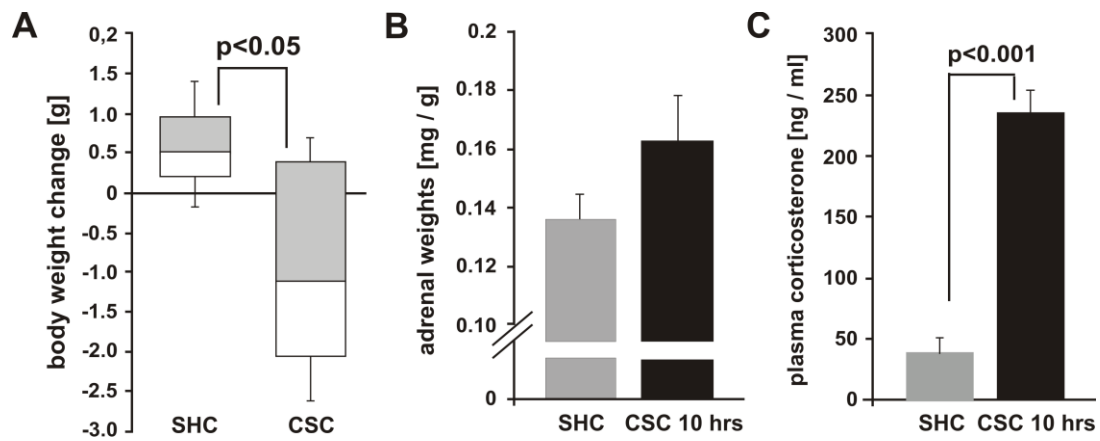 A
body weight change [g]
0,2
1.5
1.0
0.5
0
-0.5
-1.0
-1.5
-2.0
-2.5
-3.0
p<0.05
SHC
CSC
B
adrenal weights [mg / g]
0.2
0.18
0.16
0.14
0.12
0.10
0
SHC
CSC 10 hrs
C
plasma corticosterone [ng / ml]
300
250
200
150
100
50
0
p<0.001
SHC
CSC 10 hrs